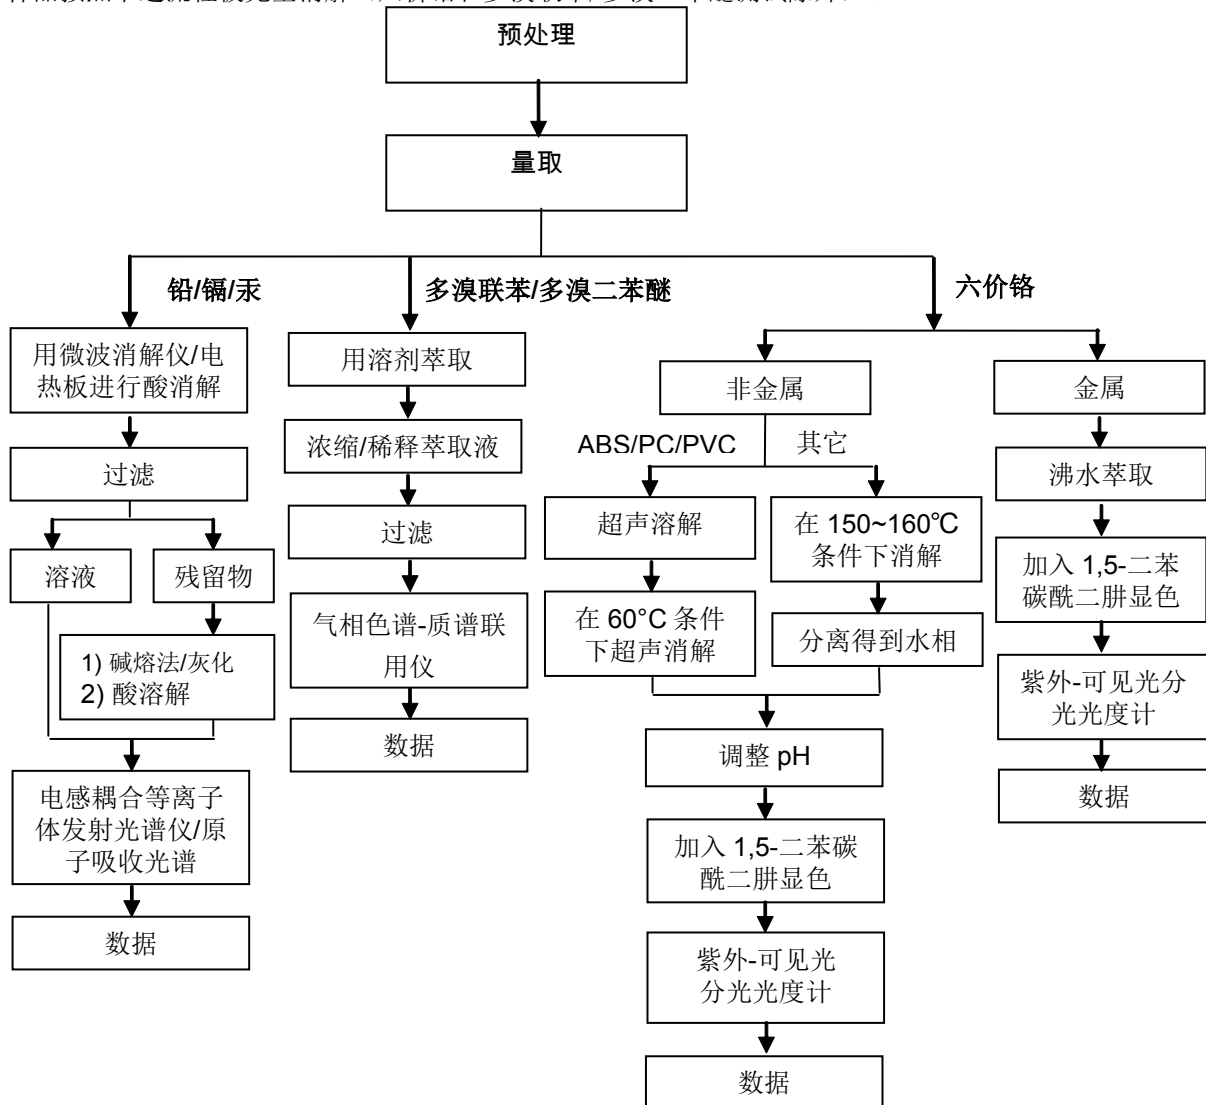 预处理
量取
铅/镉/汞
多溴联苯/多溴二苯醚
六价铬
用微波消解仪/电
热板进行酸消解
过滤
溶液
残留物
1) 碱熔法/灰化
2) 酸溶解
电感耦合等离子
体发射光谱仪/原
子吸收光谱
数据
用溶剂萃取
浓缩/稀释萃取液
过滤
气相色谱-质谱联
用仪
数据
非金属
ABS/PC/PVC
其它
超声溶解
在 60°C 条件
下超声消解
在 150~160℃
条件下消解
分离得到水相
调整 pH
加入 1,5-二苯碳
酰二肼显色
紫外-可见光
分光光度计
数据
金属
沸水萃取
加入 1,5-二苯
碳酰二肼显色
紫外-可见光分
光光度计
数据